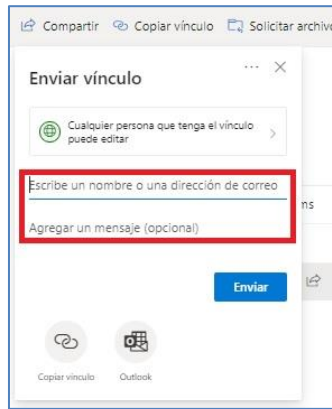 Compartir Copiar vínculo Solicitar archivo
Enviar vínculo
Cualquier persona que tenga el vínculo
puede editar
Escribe un nombre o una dirección de correo
ms
Agregar un mensaje (opcional)
Enviar
Copiar vínculo Outlook